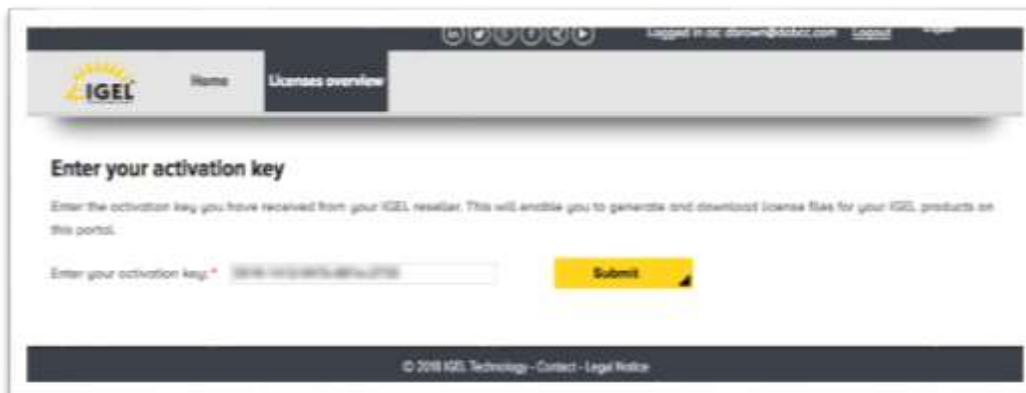 Logged in as: dbrown@dabcc.com Logout
IGEL Home Licenses overview
Enter your activation key
Enter the activation key you have received from your IGEL reseller. This will enable you to generate and download license files for your IGEL products on
this portal.
Enter your activation key: *
Submit
© 2018 IGEL Technology - Contact - Legal Notice